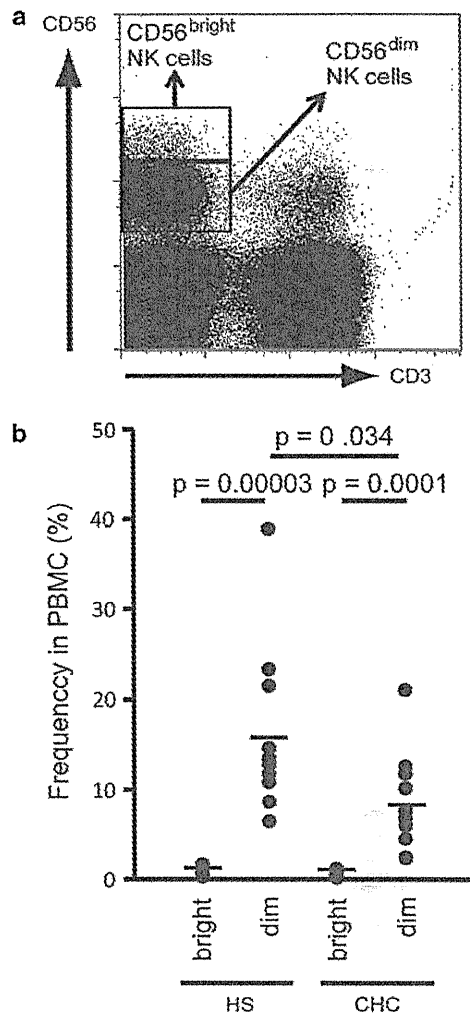 a
CD56
CD56bright
NK cells
CD56dim
NK cells
CD3
b
p = 0 .034
p = 0.00003 p = 0.0001
Frequenccy in PBMC (%)
50
40
30
20
10
0
bright
dim
bright
dim
HS
CHC